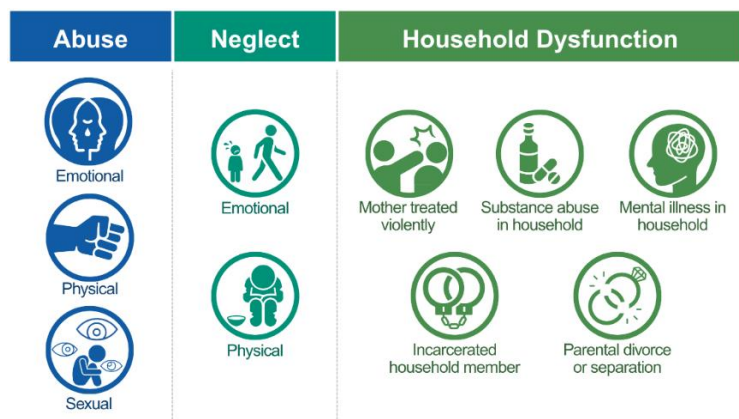 Abuse
Neglect
Household Dysfunction
Emotional
Physical
Sexual
Emotional
Physical
Mother treated
violently
Substance abuse
in household
Mental illness in
household
Incarcerated
household member
Parental divorce
or separation